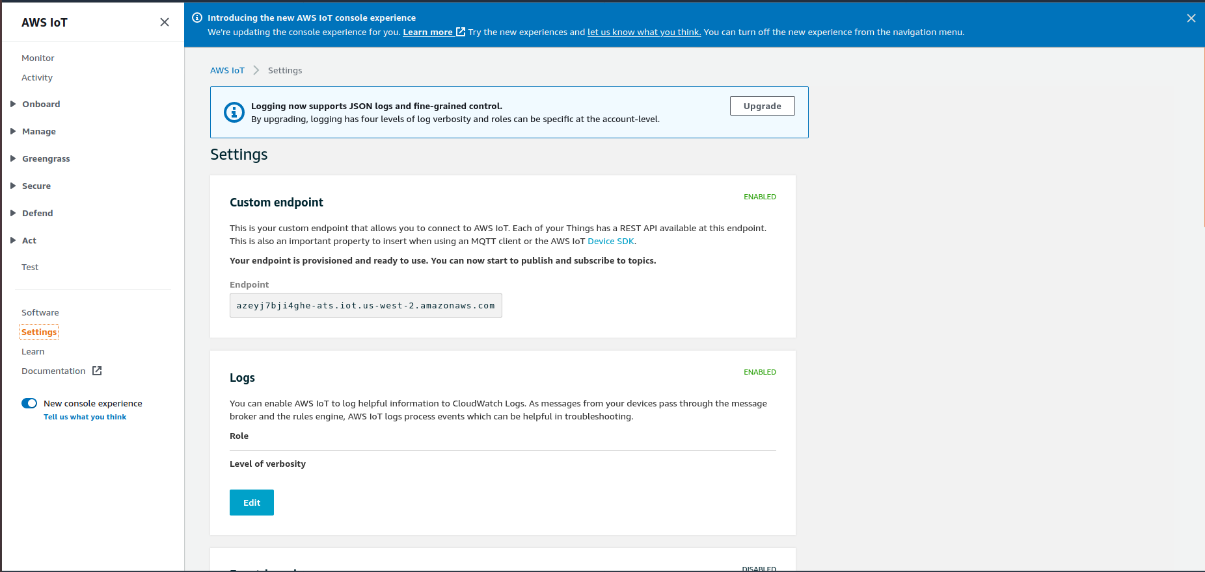 AWS IoT
Introducing the new AWS IoT console experience
We're updating the console experience for you. Learn more Try the new experiences and let us know what you think. You can turn off the new experience from the navigation menu.
Monitor
Activity
Onboard
Manage
Greengrass
Secure
Defend
Act
Test
Software
Settings
Learn
Documentation
New console experience
Tell us what you think
AWS IoT > Settings
Logging now supports JSON logs and fine-grained control.
By upgrading, logging has four levels of log verbosity and roles can be specific at the account-level.
Upgrade
Settings
Custom endpoint
ENABLED
This is your custom endpoint that allows you to connect to AWS IoT. Each of your Things has a REST API available at this endpoint.
This is also an important property to insert when using an MQTT client or the AWS IoT Device SDK.
Your endpoint is provisioned and ready to use. You can now start to publish and subscribe to topics.
Endpoint
azeyj7bji4ghe-ats.iot.us-west-2.amazonaws.com
Logs
ENABLED
You can enable AWS IoT to log helpful information to CloudWatch Logs. As messages from your devices pass through the message
broker and the rules engine, AWS IoT logs process events which can be helpful in troubleshooting.
Role
Level of verbosity
Edit
DISABLED